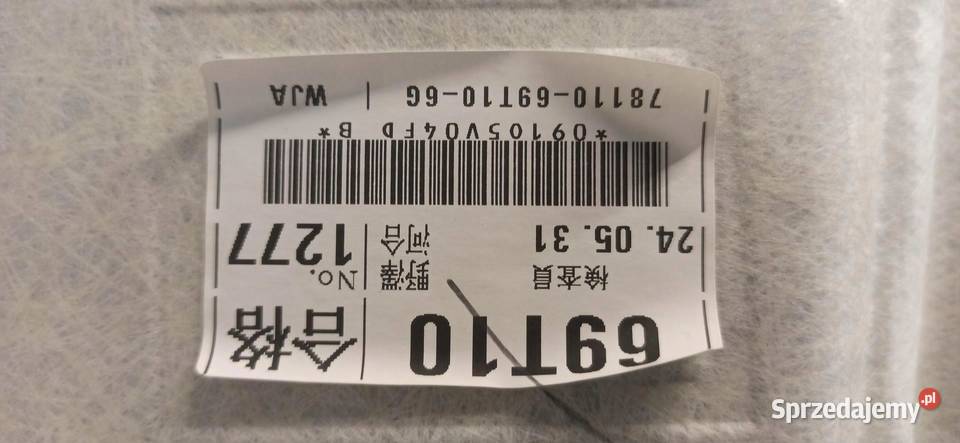 69T10
合格
検査員
野澤
No.
24. 05. 31
河合
1277
*09105V04FD B*
78110-69T10-6G
WJA
Sprzedajemy.pl